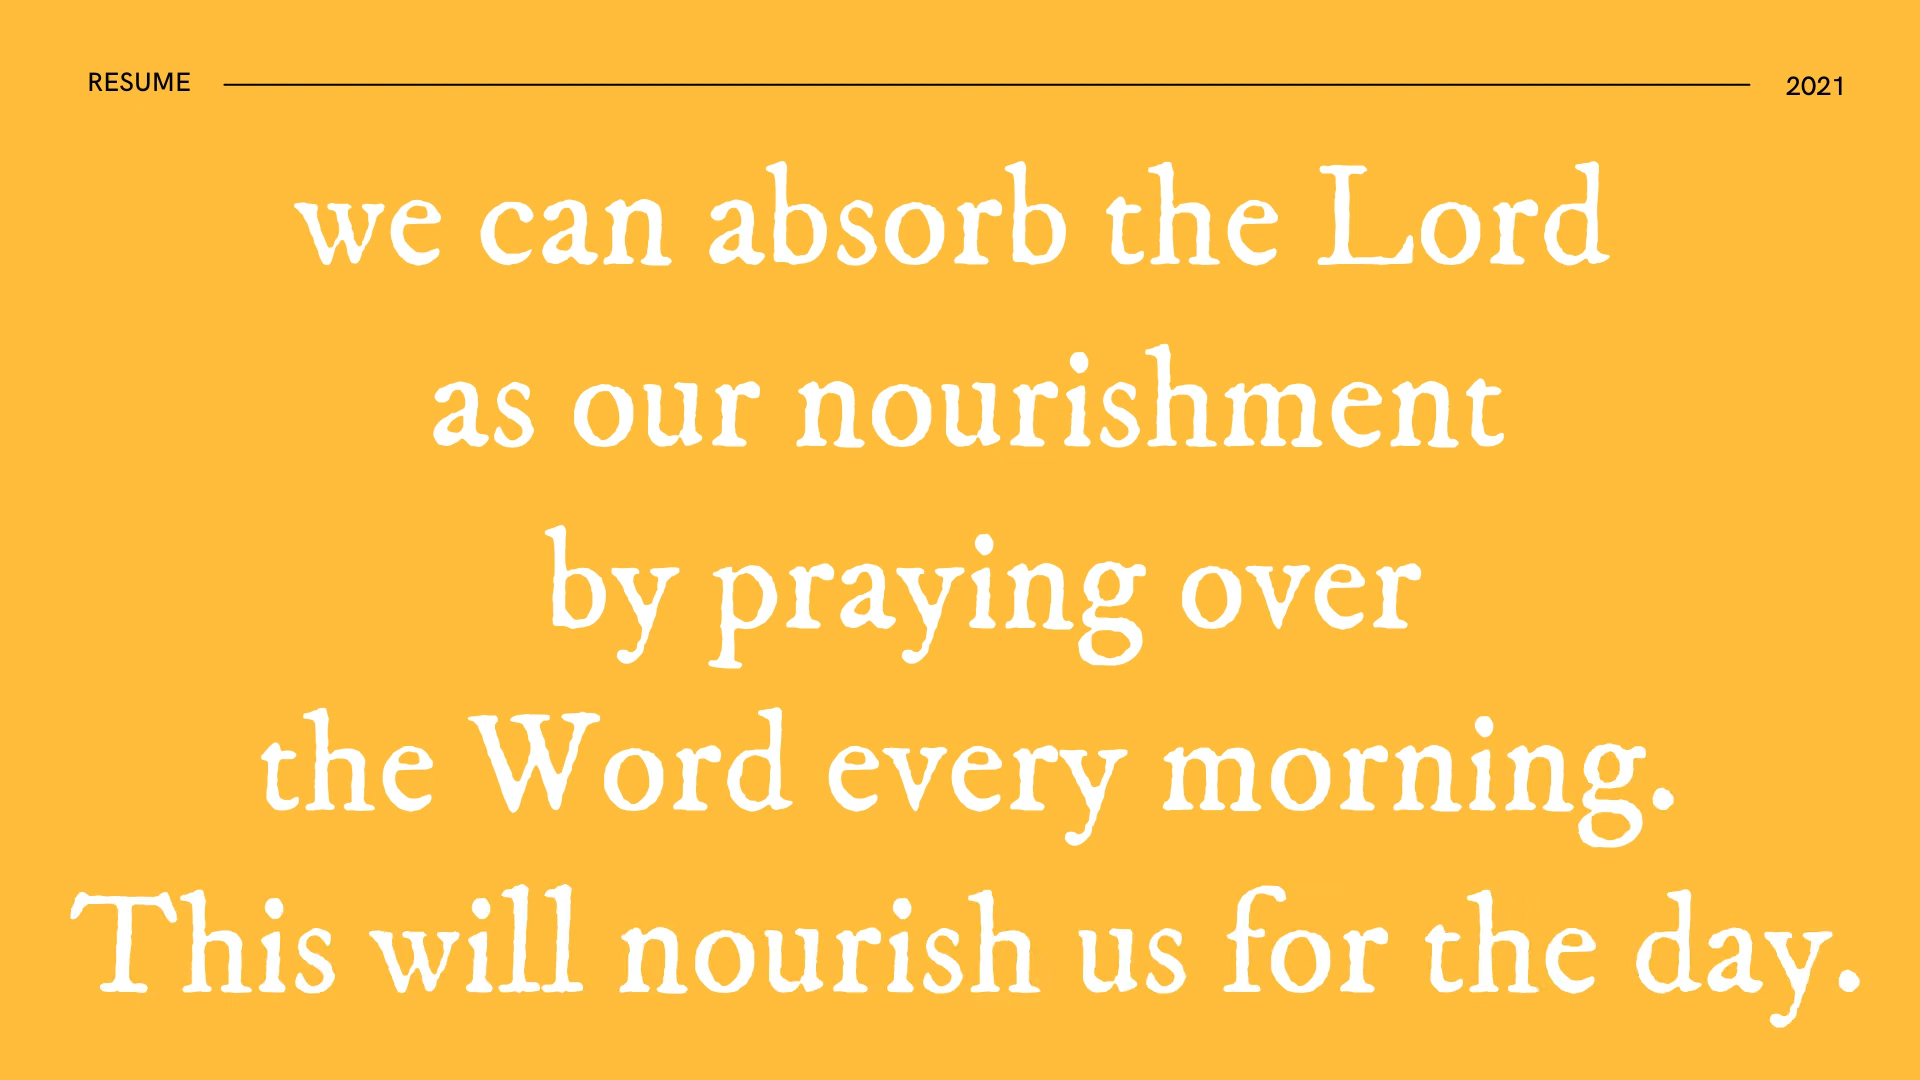 RESUME 2021
we can absorb the Lord
as our nourishment
by praying over
the Word every morning.
This will nourish us for the day.